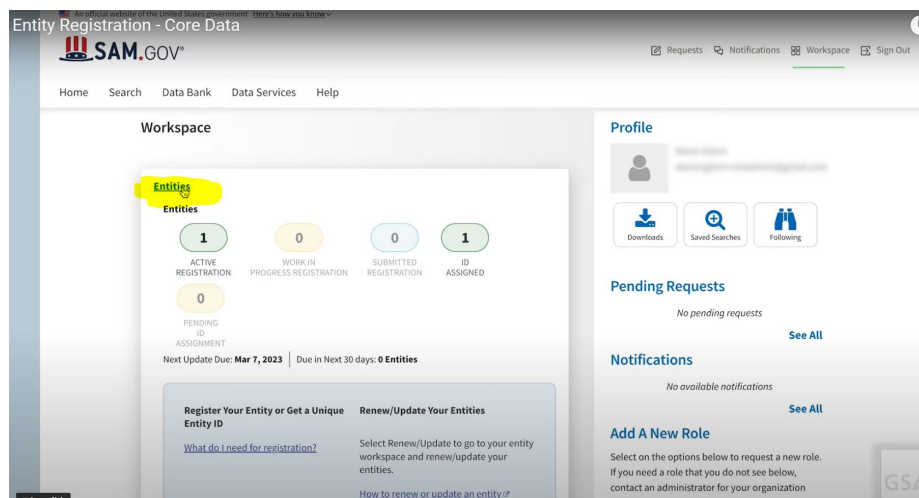 An official website of the United States government Here's how you know
Entity Registration - Core Data
SAM.GOV®
Requests Notifications Workspace Sign Out
Home Search Data Bank Data Services Help
Workspace
Entities
Entities
1
ACTIVE
REGISTRATION
0
WORK IN
PROGRESS REGISTRATION
0
SUBMITTED
REGISTRATION
1
ID
ASSIGNED
0
PENDING
ID
ASSIGNMENT
Next Update Due: Mar 7, 2023 Due in Next 30 days: 0 Entities
Register Your Entity or Get a Unique
Entity ID
What do I need for registration?
Renew/Update Your Entities
Select Renew/Update to go to your entity
workspace and renew/update your
entities.
How to renew or update an entity
Profile
Downloads
Saved Searches
Following
Pending Requests
No pending requests
See All
Notifications
No available notifications
See All
Add A New Role
Select on the options below to request a new role.
If you need a role that you do not see below,
contact an administrator for your organization
GSA